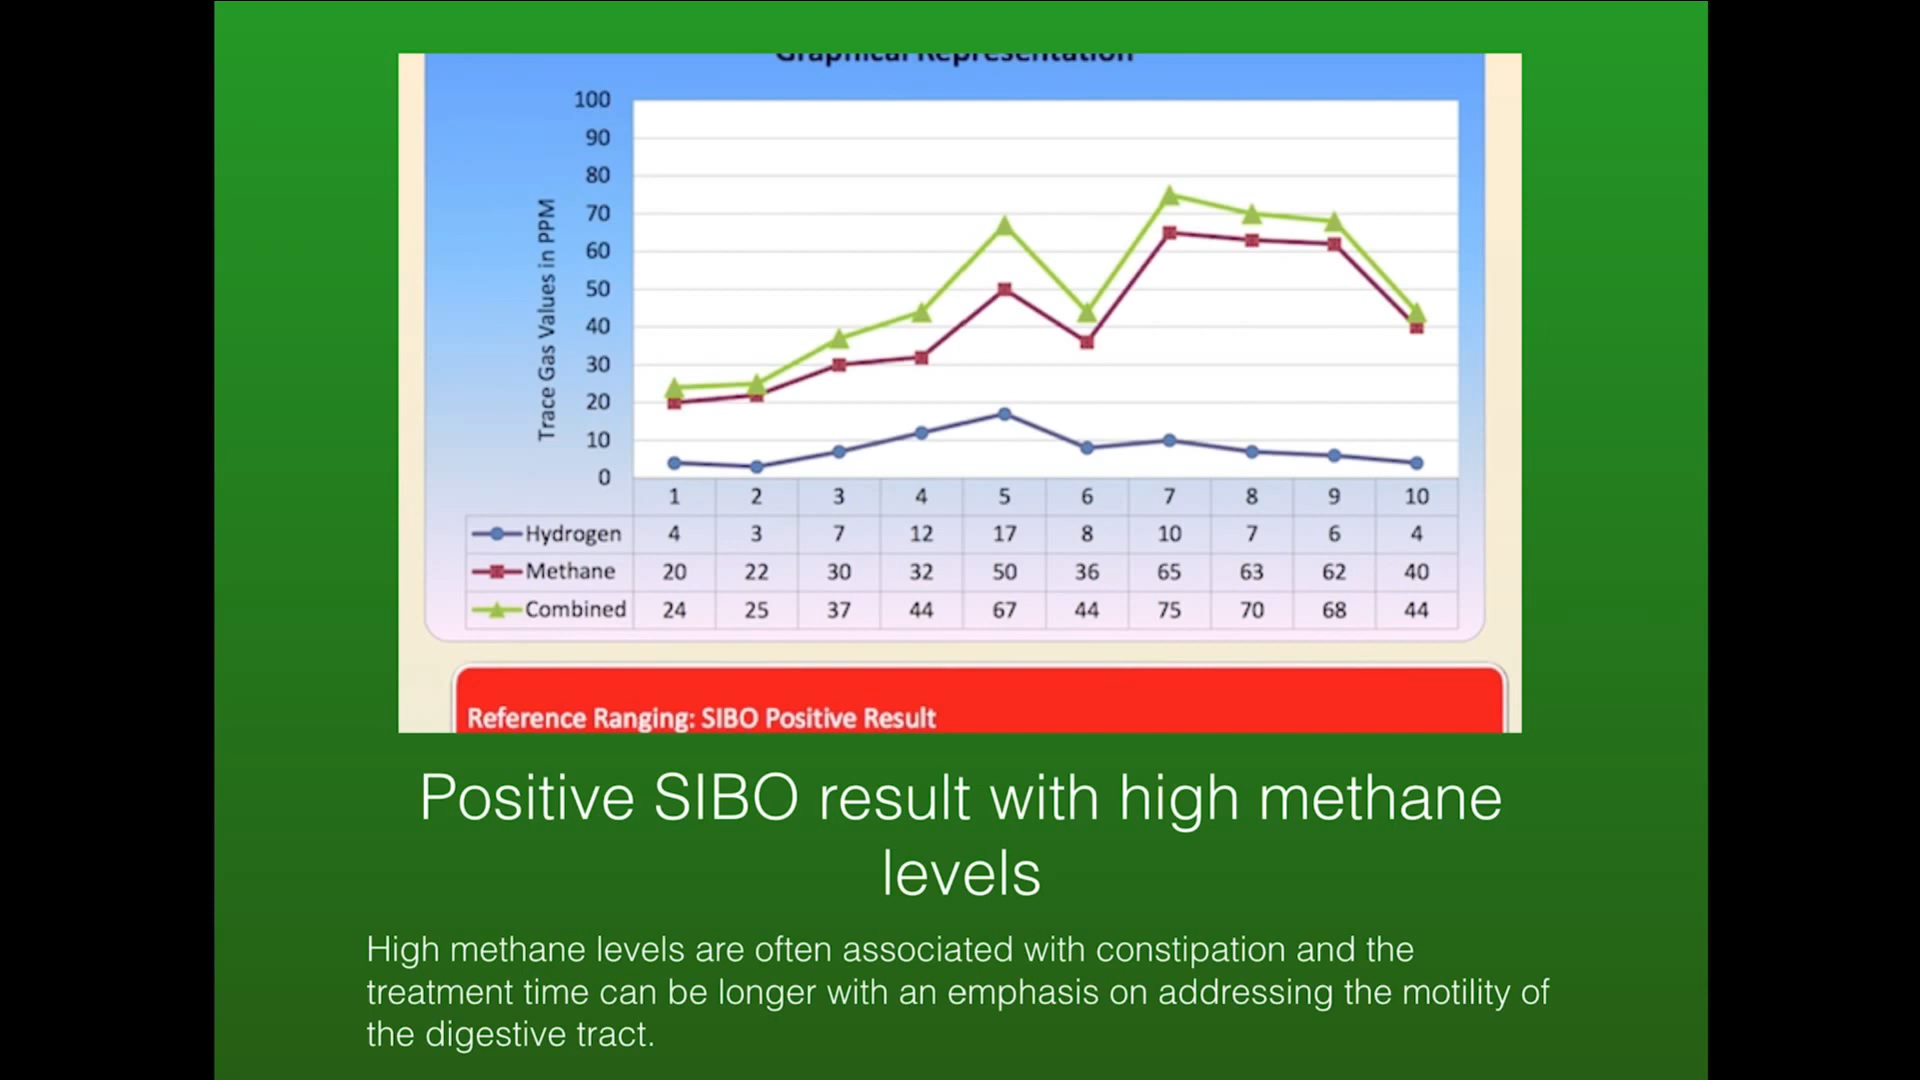 Graphical Representation
100
90
80
70
60
50
40
30
20
10
0
Trace Gas Values in PPM
1 2 3 4 5 6 7 8 9 10
Hydrogen 4 3 7 12 17 8 10 7 6 4
Methane 20 22 30 32 50 36 65 63 62 40
Combined 24 25 37 44 67 44 75 70 68 44
Reference Ranging: SIBO Positive Result
Positive SIBO result with high methane
levels
High methane levels are often associated with constipation and the
treatment time can be longer with an emphasis on addressing the motility of
the digestive tract.